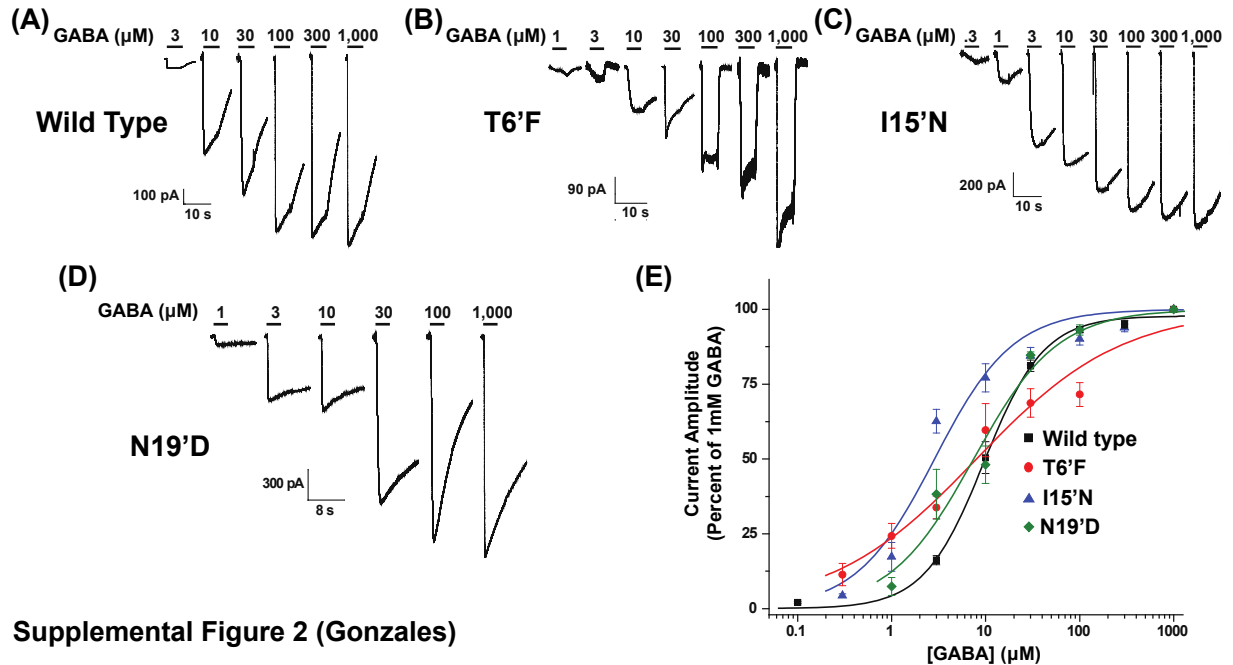 (A)
GABA (µM) 3 10 30 100 300 1,000
Wild Type
100 pA
10 s
(B)
GABA (µM) 1 3 10 30 100 300 1,000
T6'F
90 pA
10 s
(C)
GABA (µM) .3 1 3 10 30 100 300 1,000
I15'N
200 pA
10 s
(D)
GABA (µM) 1 3 10 30 100 1,000
N19'D
300 pA
8 s
(E)
Current Amplitude
(Percent of 1mM GABA)
100
75
50
25
0
Wild type
T6'F
I15'N
N19'D
0.1 1 10 100 1000
[GABA] (µM)
Supplemental Figure 2 (Gonzales)